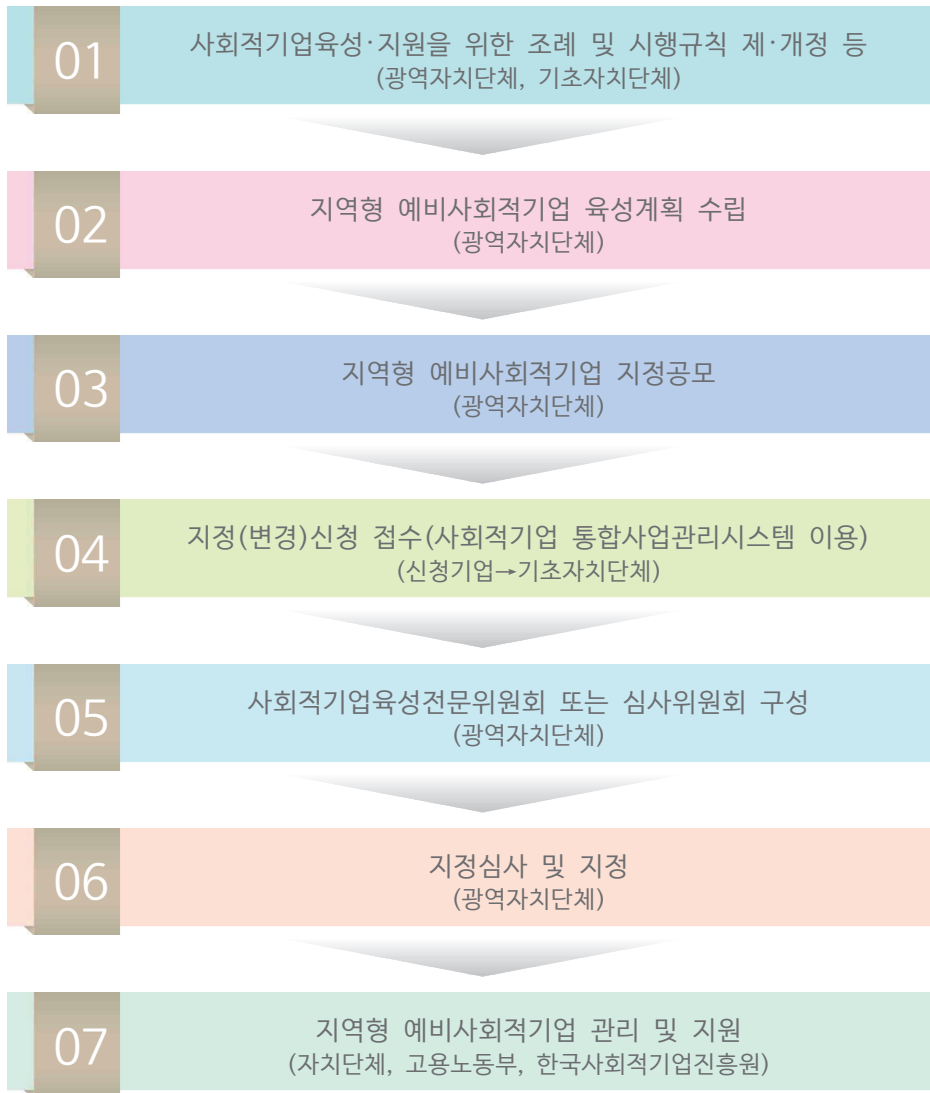 01
사회적기업육성·지원을 위한 조례 및 시행규칙 제·개정 등
(광역자치단체, 기초자치단체)
02
지역형 예비사회적기업 육성계획 수립
(광역자치단체)
03
지역형 예비사회적기업 지정공모
(광역자치단체)
04
지정(변경)신청 접수(사회적기업 통합사업관리시스템 이용)
(신청기업→기초자치단체)
05
사회적기업육성전문위원회 또는 심사위원회 구성
(광역자치단체)
06
지정심사 및 지정
(광역자치단체)
07
지역형 예비사회적기업 관리 및 지원
(자치단체, 고용노동부, 한국사회적기업진흥원)